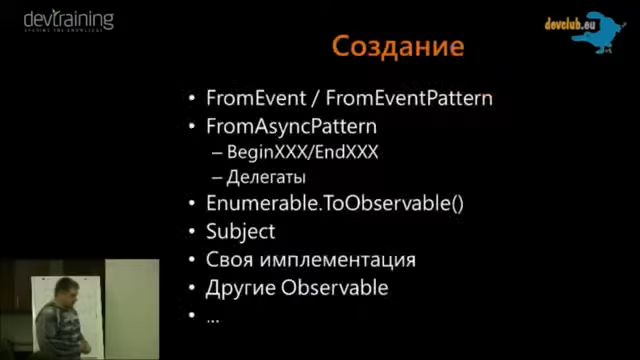 devtraining
devclub.eu
Создание
• FromEvent / FromEventPattern
• FromAsyncPattern
– BeginXXX/EndXXX
– Делегаты
• Enumerable.ToObservable()
• Subject
• Своя имплементация
• Другие Observable
• ...